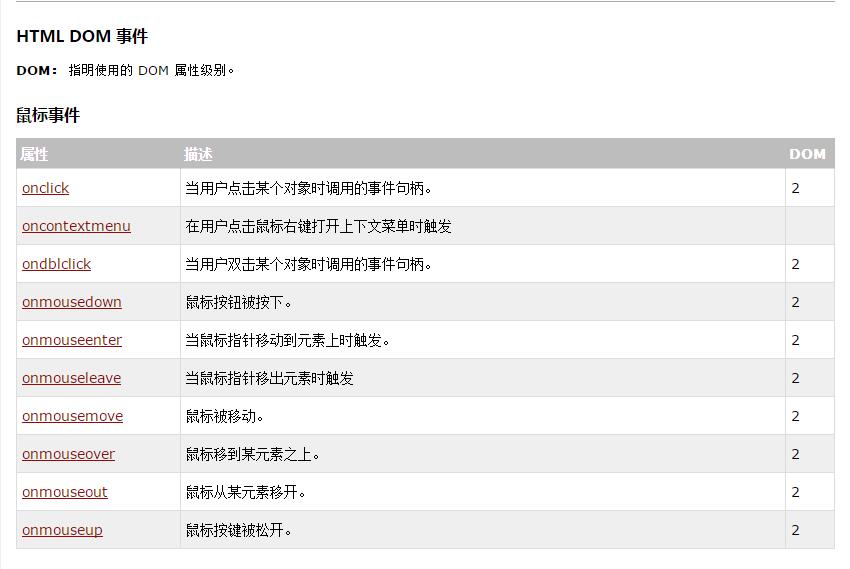 HTML DOM 事件
DOM： 指明使用的 DOM 属性级别。
鼠标事件
属性 描述 DOM
onclick 当用户点击某个对象时调用的事件句柄。 2
oncontextmenu 在用户点击鼠标右键打开上下文菜单时触发
ondblclick 当用户双击某个对象时调用的事件句柄。 2
onmousedown 鼠标按钮被按下。 2
onmouseenter 当鼠标指针移动到元素上时触发。 2
onmouseleave 当鼠标指针移出元素时触发 2
onmousemove 鼠标被移动。 2
onmouseover 鼠标移到某元素之上。 2
onmouseout 鼠标从某元素移开。 2
onmouseup 鼠标按键被松开。 2